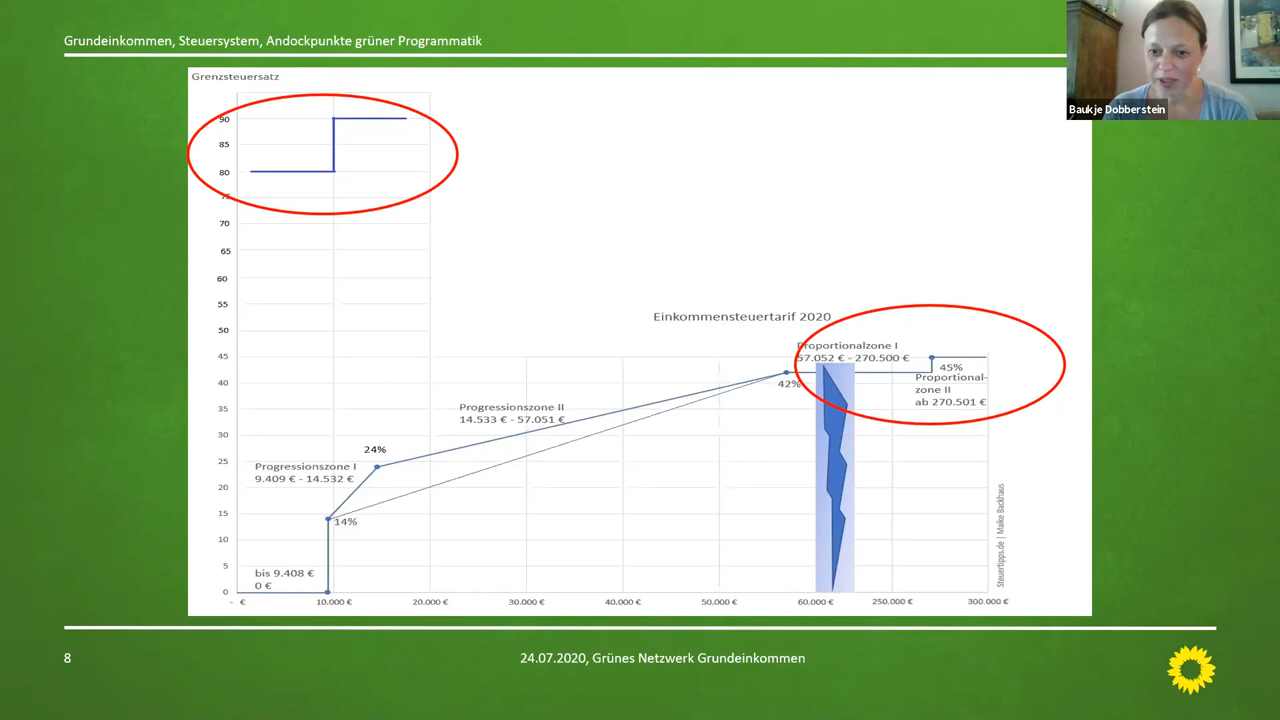 Grundeinkommen, Steuersystem, Andockpunkte grüner Programmatik
Baukje Dobberstein
Grenzsteuersatz
90
85
80
75
70
65
60
55
50
45
40
35
30
25
20
15
10
5
0
Einkommensteuertarif 2020
Proportionalzone I
57.052 € - 270.500 €
45%
Proportional-
zone II
ab 270.501 €
42%
Progressionszone II
14.533 € - 57.051 €
24%
Progressionszone I
9.409 € - 14.532 €
14%
bis 9.408 €
0 €
- € 10.000 € 20.000 € 30.000 € 40.000 € 50.000 € 60.000 € 250.000 € 300.000 €
Steuertipps.de | Maike Backhaus
8
24.07.2020, Grünes Netzwerk Grundeinkommen